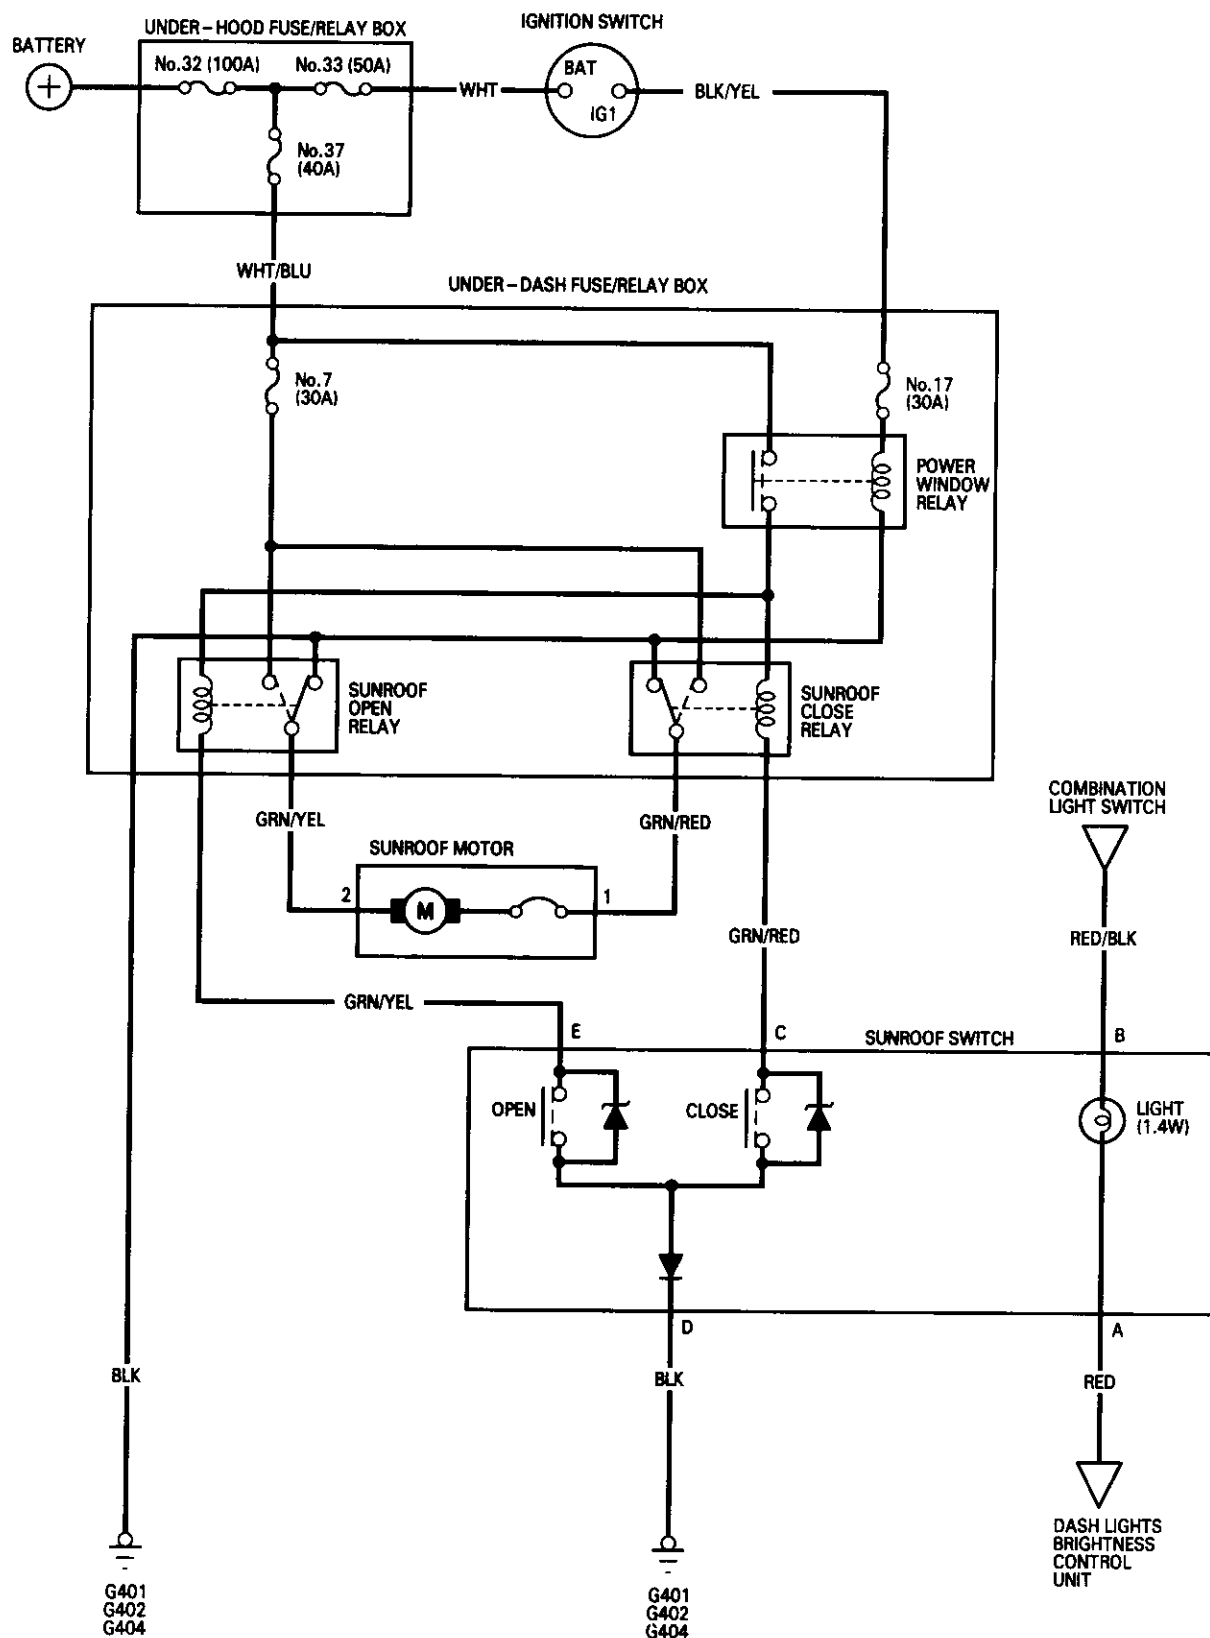 UNDER–HOOD FUSE/RELAY BOX
IGNITION SWITCH
BATTERY
+
No.32 (100A)
No.33 (50A)
WHT
BAT
IG1
BLK/YEL
No.37
(40A)
WHT/BLU
UNDER–DASH FUSE/RELAY BOX
No.7
(30A)
No.17
(30A)
POWER
WINDOW
RELAY
SUNROOF
OPEN
RELAY
SUNROOF
CLOSE
RELAY
GRN/YEL
GRN/RED
COMBINATION
LIGHT SWITCH
SUNROOF MOTOR
2
M
1
GRN/RED
RED/BLK
GRN/YEL
E
C
SUNROOF SWITCH
B
OPEN
CLOSE
LIGHT
(1.4W)
D
A
BLK
BLK
RED
G401
G402
G404
G401
G402
G404
DASH LIGHTS
BRIGHTNESS
CONTROL
UNIT